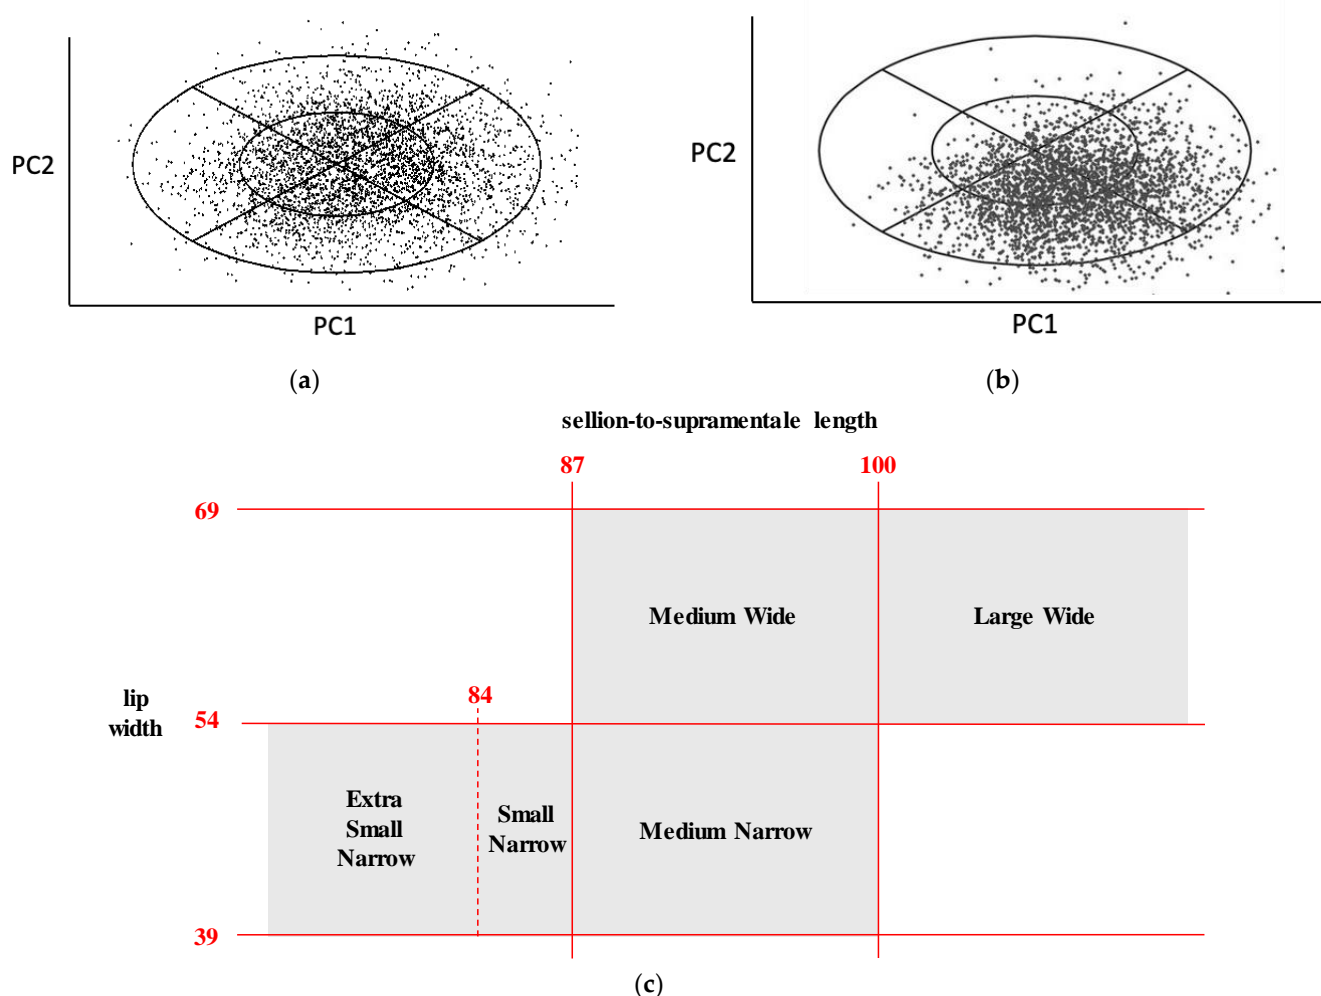 PC2
PC1
(a)
PC2
PC1
(b)
sellion-to-supramentale length
87
100
69
Medium Wide
Large Wide
84
lip
width
54
Extra
Small
Narrow
Small
Narrow
Medium Narrow
39
(c)